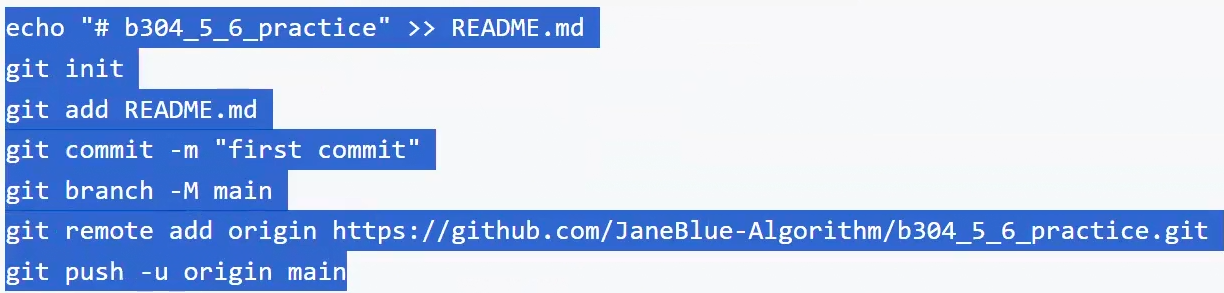 echo "# b304_5_6_practice" >> README.md
git init
git add README.md
git commit -m "first commit"
git branch -M main
git remote add origin https://github.com/JaneBlue-Algorithm/b304_5_6_practice.git
git push -u origin main